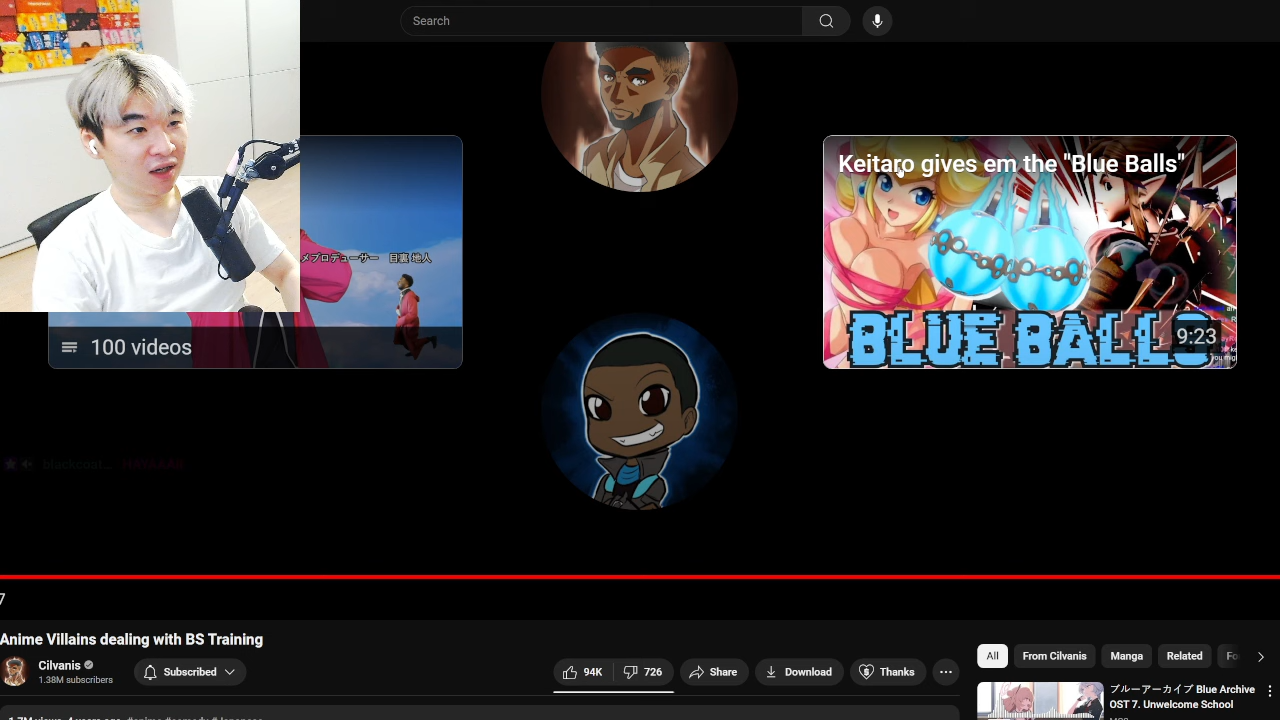 Search
Keitaro gives em the "Blue Balls"
メプロデューサー 目裏 地人
BLUE BALLS
9:23
100 videos
Anime Villains dealing with BS Training
Cilvanis
1.38M subscribers
Subscribed
94K
726
Share
Download
Thanks
All
From Cilvanis
Manga
Related
ブルーアーカイブ Blue Archive
OST 7. Unwelcome School